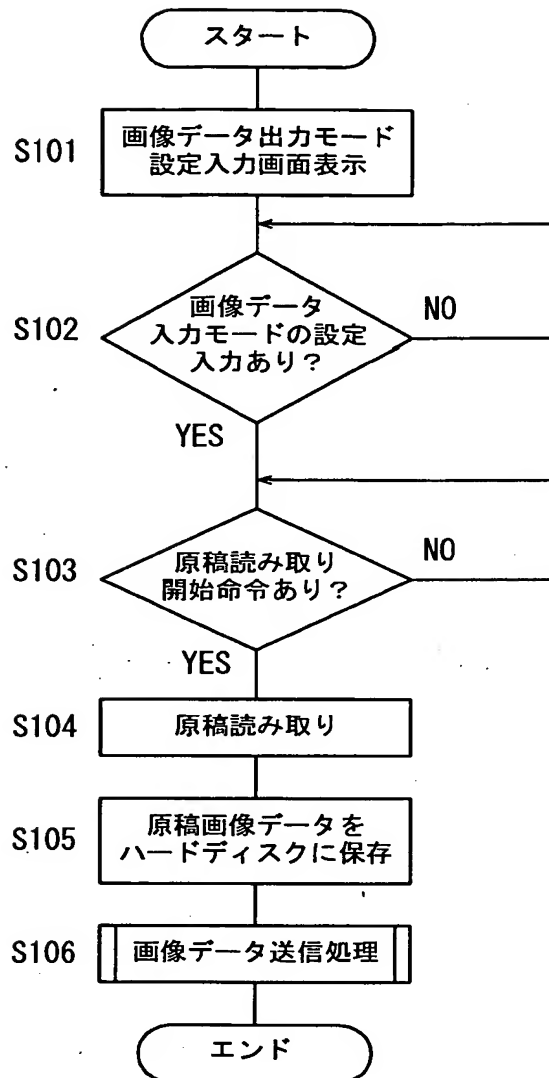 スタート
S101
画像データ出力モード
設定入力画面表示
S102
画像データ
入力モードの設定
入力あり?
NO
YES
S103
原稿読み取り
開始命令あり?
NO
YES
S104
原稿読み取り
S105
原稿画像データを
ハードディスクに保存
S106
画像データ送信処理
エンド